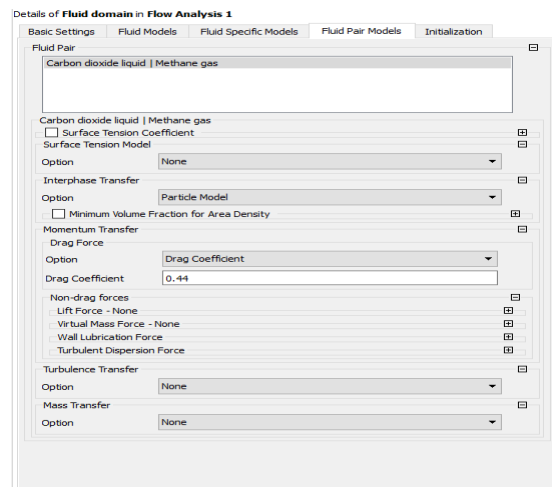 Details of Fluid domain in Flow Analysis 1
Basic Settings Fluid Models Fluid Specific Models Fluid Pair Models Initialization
Fluid Pair
Carbon dioxide liquid | Methane gas
Carbon dioxide liquid | Methane gas
Surface Tension Coefficient
Surface Tension Model
Option None
Interphase Transfer
Option Particle Model
Minimum Volume Fraction for Area Density
Momentum Transfer
Drag Force
Option Drag Coefficient
Drag Coefficient 0.44
Non-drag forces
Lift Force - None
Virtual Mass Force - None
Wall Lubrication Force
Turbulent Dispersion Force
Turbulence Transfer
Option None
Mass Transfer
Option None